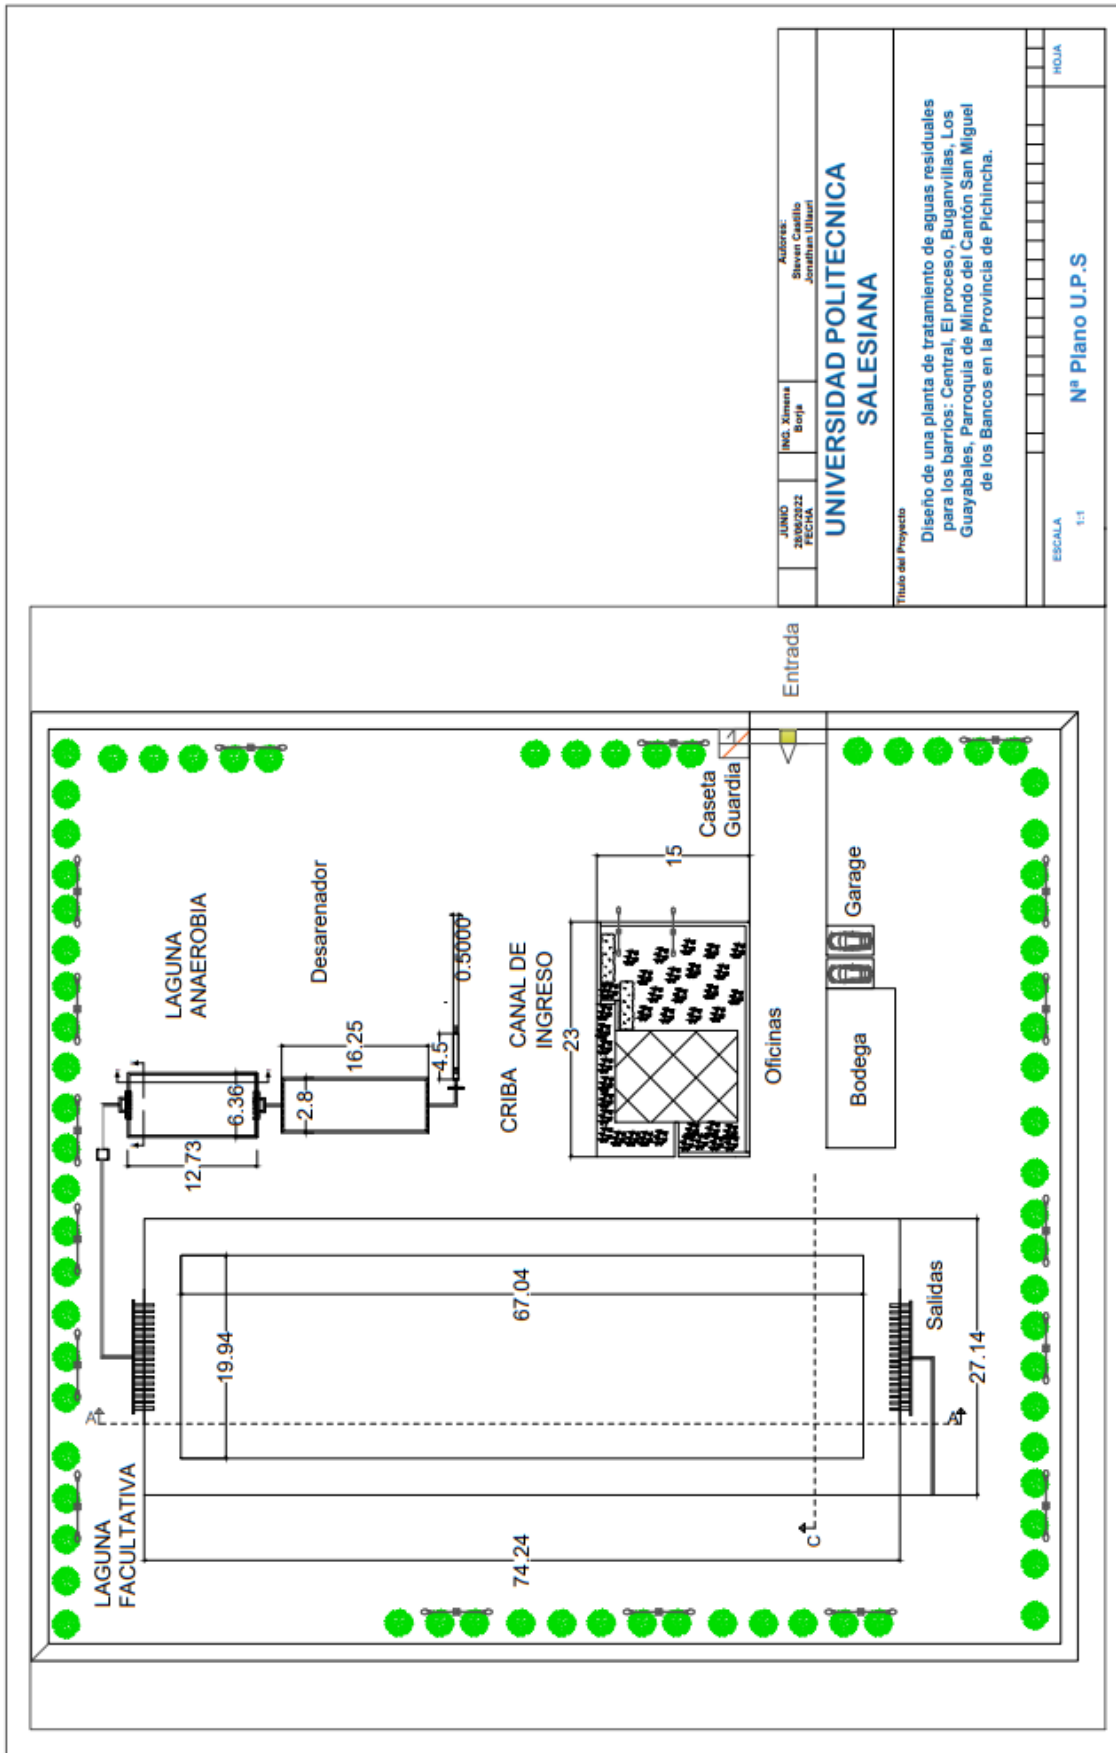 LAGUNA
FACULTATIVA
A
74.24
19.94
67.04
27.14
Salidas
A
C
12.73
6.36
LAGUNA
ANAEROBIA
2.8
16.25
Desarenador
4.5
0.5000
CRIBA
CANAL DE
INGRESO
23
15
Oficinas
Bodega
Garage
Caseta
Guardia
Entrada
JUNIO
28/06/2022
FECHA
ING. Ximena
Borja
Autores:
Steven Castillo
Jonathan Ullauri
UNIVERSIDAD POLITECNICA
SALESIANA
Titulo del Proyecto
Diseño de una planta de tratamiento de aguas residuales
para los barrios: Central, El proceso, Buganvillas, Los
Guayabales, Parroquia de Mindo del Cantón San Miguel
de los Bancos en la Provincia de Pichincha.
ESCALA
1:1
Nª Plano U.P.S
HOJA